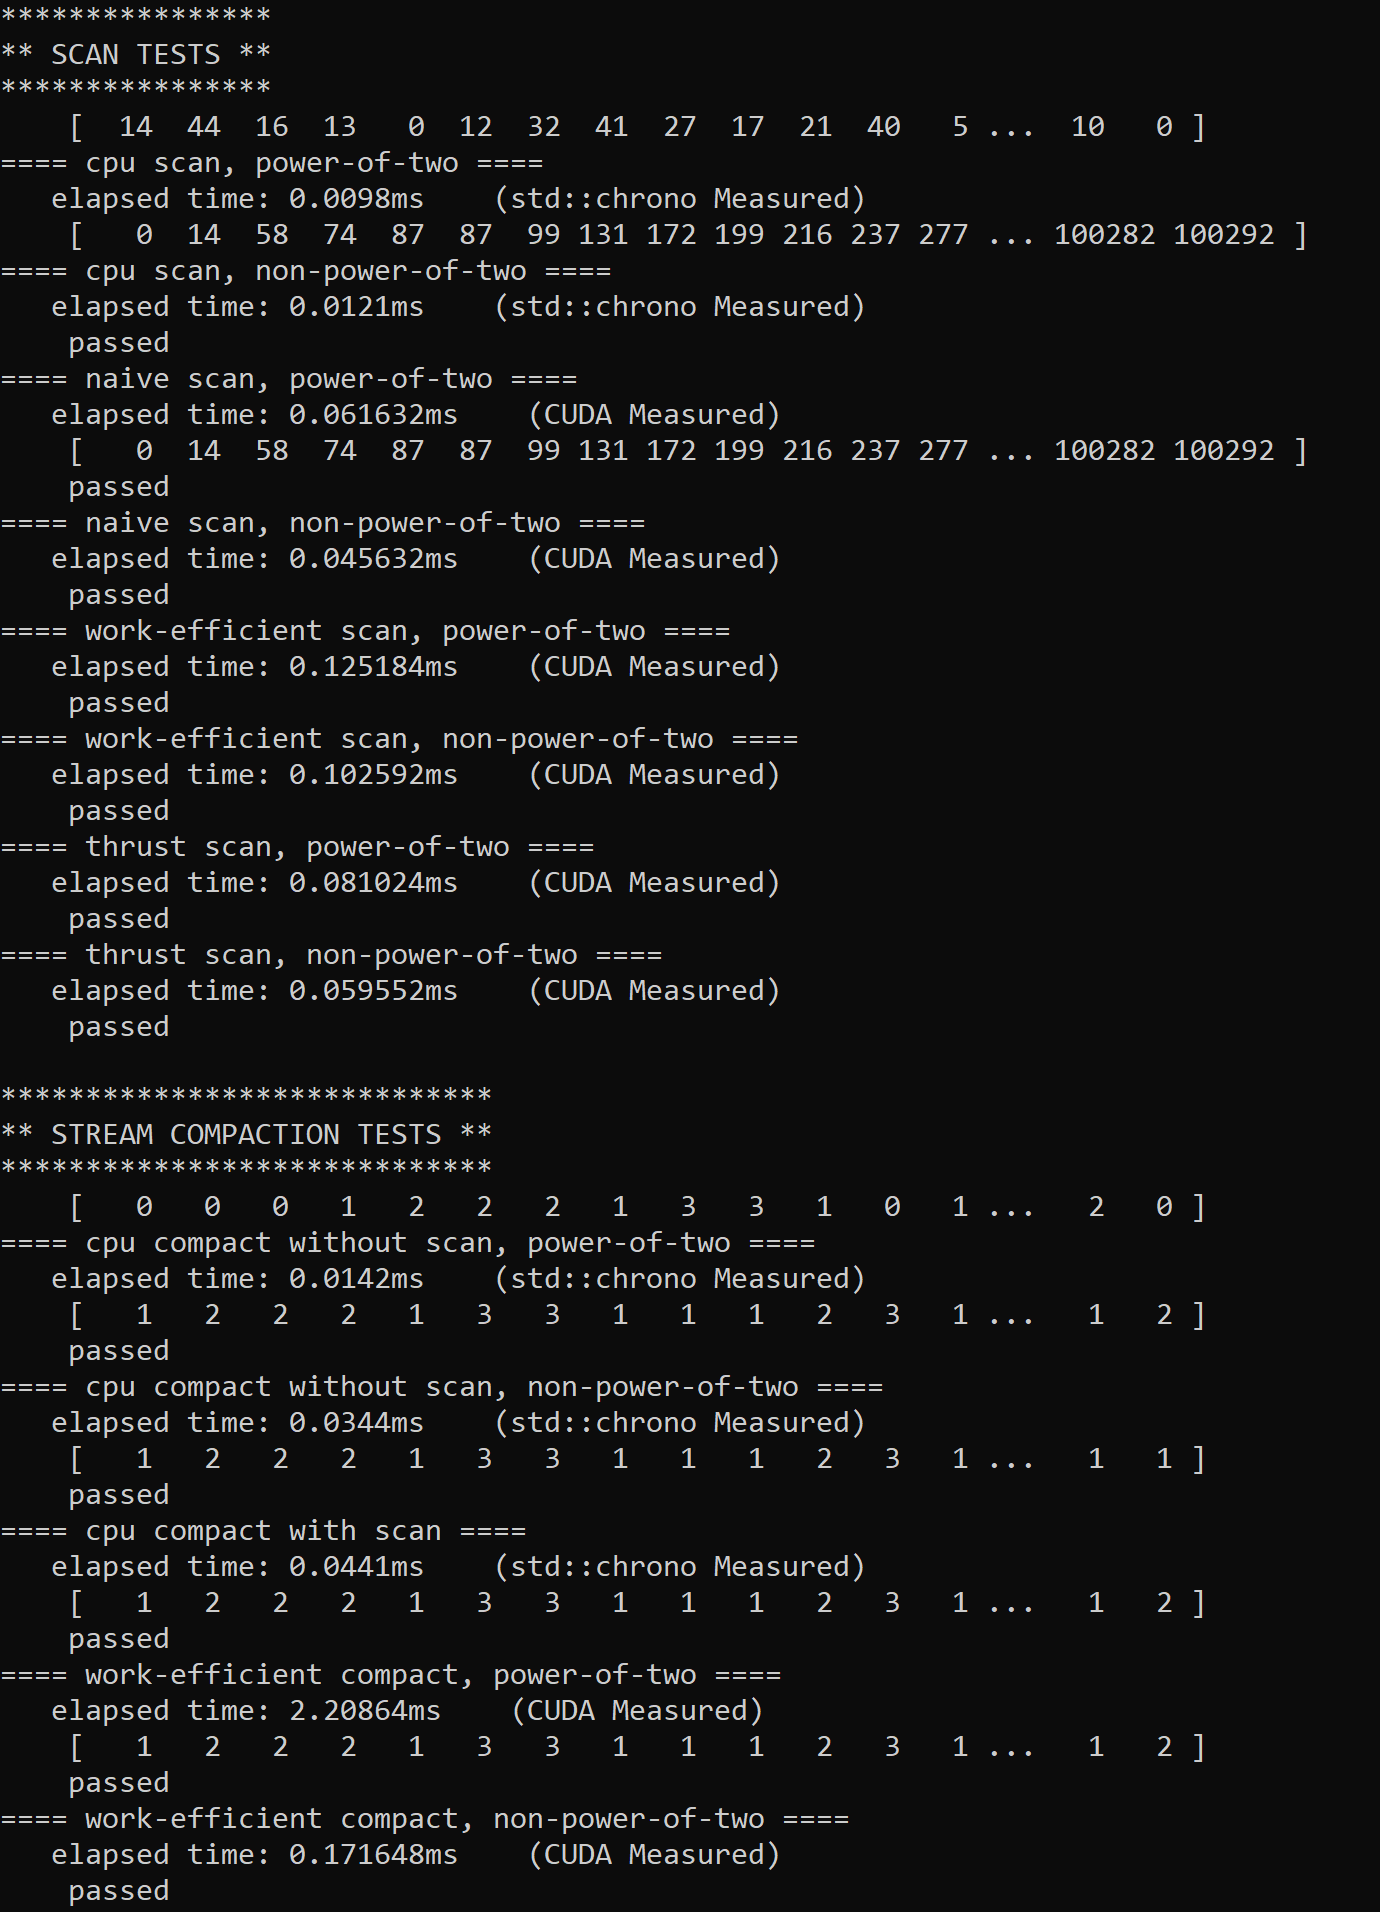 ****************
** SCAN TESTS **
****************
    [  14  44  16  13   0  12  32  41  27  17  21  40   5 ...  10   0 ]
==== cpu scan, power-of-two ====
   elapsed time: 0.0098ms    (std::chrono Measured)
    [   0  14  58  74  87  87  99 131 172 199 216 237 277 ... 100282 100292 ]
==== cpu scan, non-power-of-two ====
   elapsed time: 0.0121ms    (std::chrono Measured)
    passed
==== naive scan, power-of-two ====
   elapsed time: 0.061632ms    (CUDA Measured)
    [   0  14  58  74  87  87  99 131 172 199 216 237 277 ... 100282 100292 ]
    passed
==== naive scan, non-power-of-two ====
   elapsed time: 0.045632ms    (CUDA Measured)
    passed
==== work-efficient scan, power-of-two ====
   elapsed time: 0.125184ms    (CUDA Measured)
    passed
==== work-efficient scan, non-power-of-two ====
   elapsed time: 0.102592ms    (CUDA Measured)
    passed
==== thrust scan, power-of-two ====
   elapsed time: 0.081024ms    (CUDA Measured)
    passed
==== thrust scan, non-power-of-two ====
   elapsed time: 0.059552ms    (CUDA Measured)
    passed

*****************************
** STREAM COMPACTION TESTS **
*****************************
    [   0   0   0   1   2   2   2   1   3   3   1   0   1 ...   2   0 ]
==== cpu compact without scan, power-of-two ====
   elapsed time: 0.0142ms    (std::chrono Measured)
    [   1   2   2   2   1   3   3   1   1   1   2   3   1 ...   1   2 ]
    passed
==== cpu compact without scan, non-power-of-two ====
   elapsed time: 0.0344ms    (std::chrono Measured)
    [   1   2   2   2   1   3   3   1   1   1   2   3   1 ...   1   1 ]
    passed
==== cpu compact with scan ====
   elapsed time: 0.0441ms    (std::chrono Measured)
    [   1   2   2   2   1   3   3   1   1   1   2   3   1 ...   1   2 ]
    passed
==== work-efficient compact, power-of-two ====
   elapsed time: 2.20864ms    (CUDA Measured)
    [   1   2   2   2   1   3   3   1   1   1   2   3   1 ...   1   2 ]
    passed
==== work-efficient compact, non-power-of-two ====
   elapsed time: 0.171648ms    (CUDA Measured)
    passed